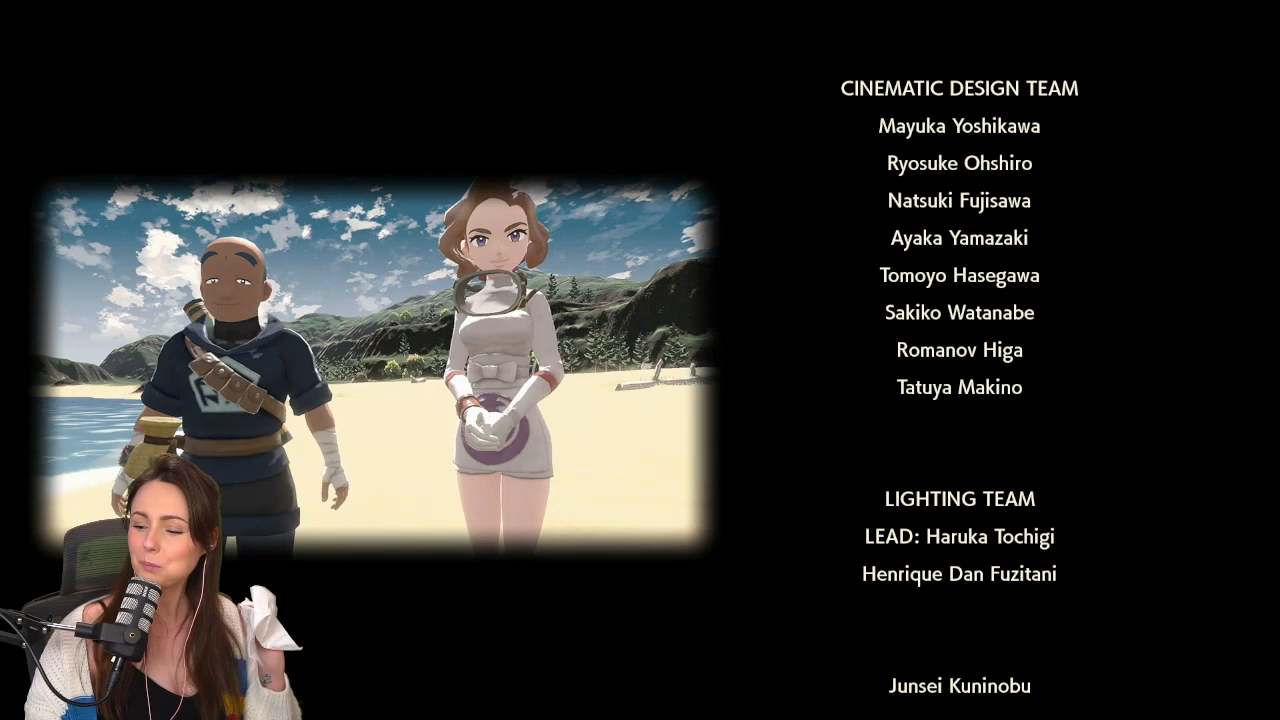 CINEMATIC DESIGN TEAM
Mayuka Yoshikawa
Ryosuke Ohshiro
Natsuki Fujisawa
Ayaka Yamazaki
Tomoyo Hasegawa
Sakiko Watanabe
Romanov Higa
Tatuya Makino
LIGHTING TEAM
LEAD: Haruka Tochigi
Henrique Dan Fuzitani
Junsei Kuninobu